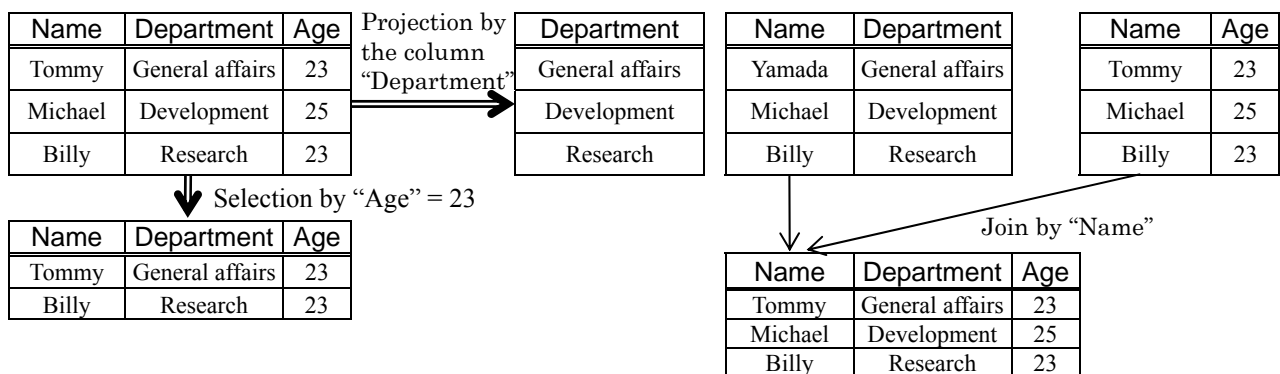 Name Department Age
Tommy General affairs 23
Michael Development 25
Billy Research 23
Projection by
the column
“Department”
Department
General affairs
Development
Research
Selection by “Age” = 23
Name Department Age
Tommy General affairs 23
Billy Research 23
Name Department
Yamada General affairs
Michael Development
Billy Research
Name Age
Tommy 23
Michael 25
Billy 23
Join by “Name”
Name Department Age
Tommy General affairs 23
Michael Development 25
Billy Research 23